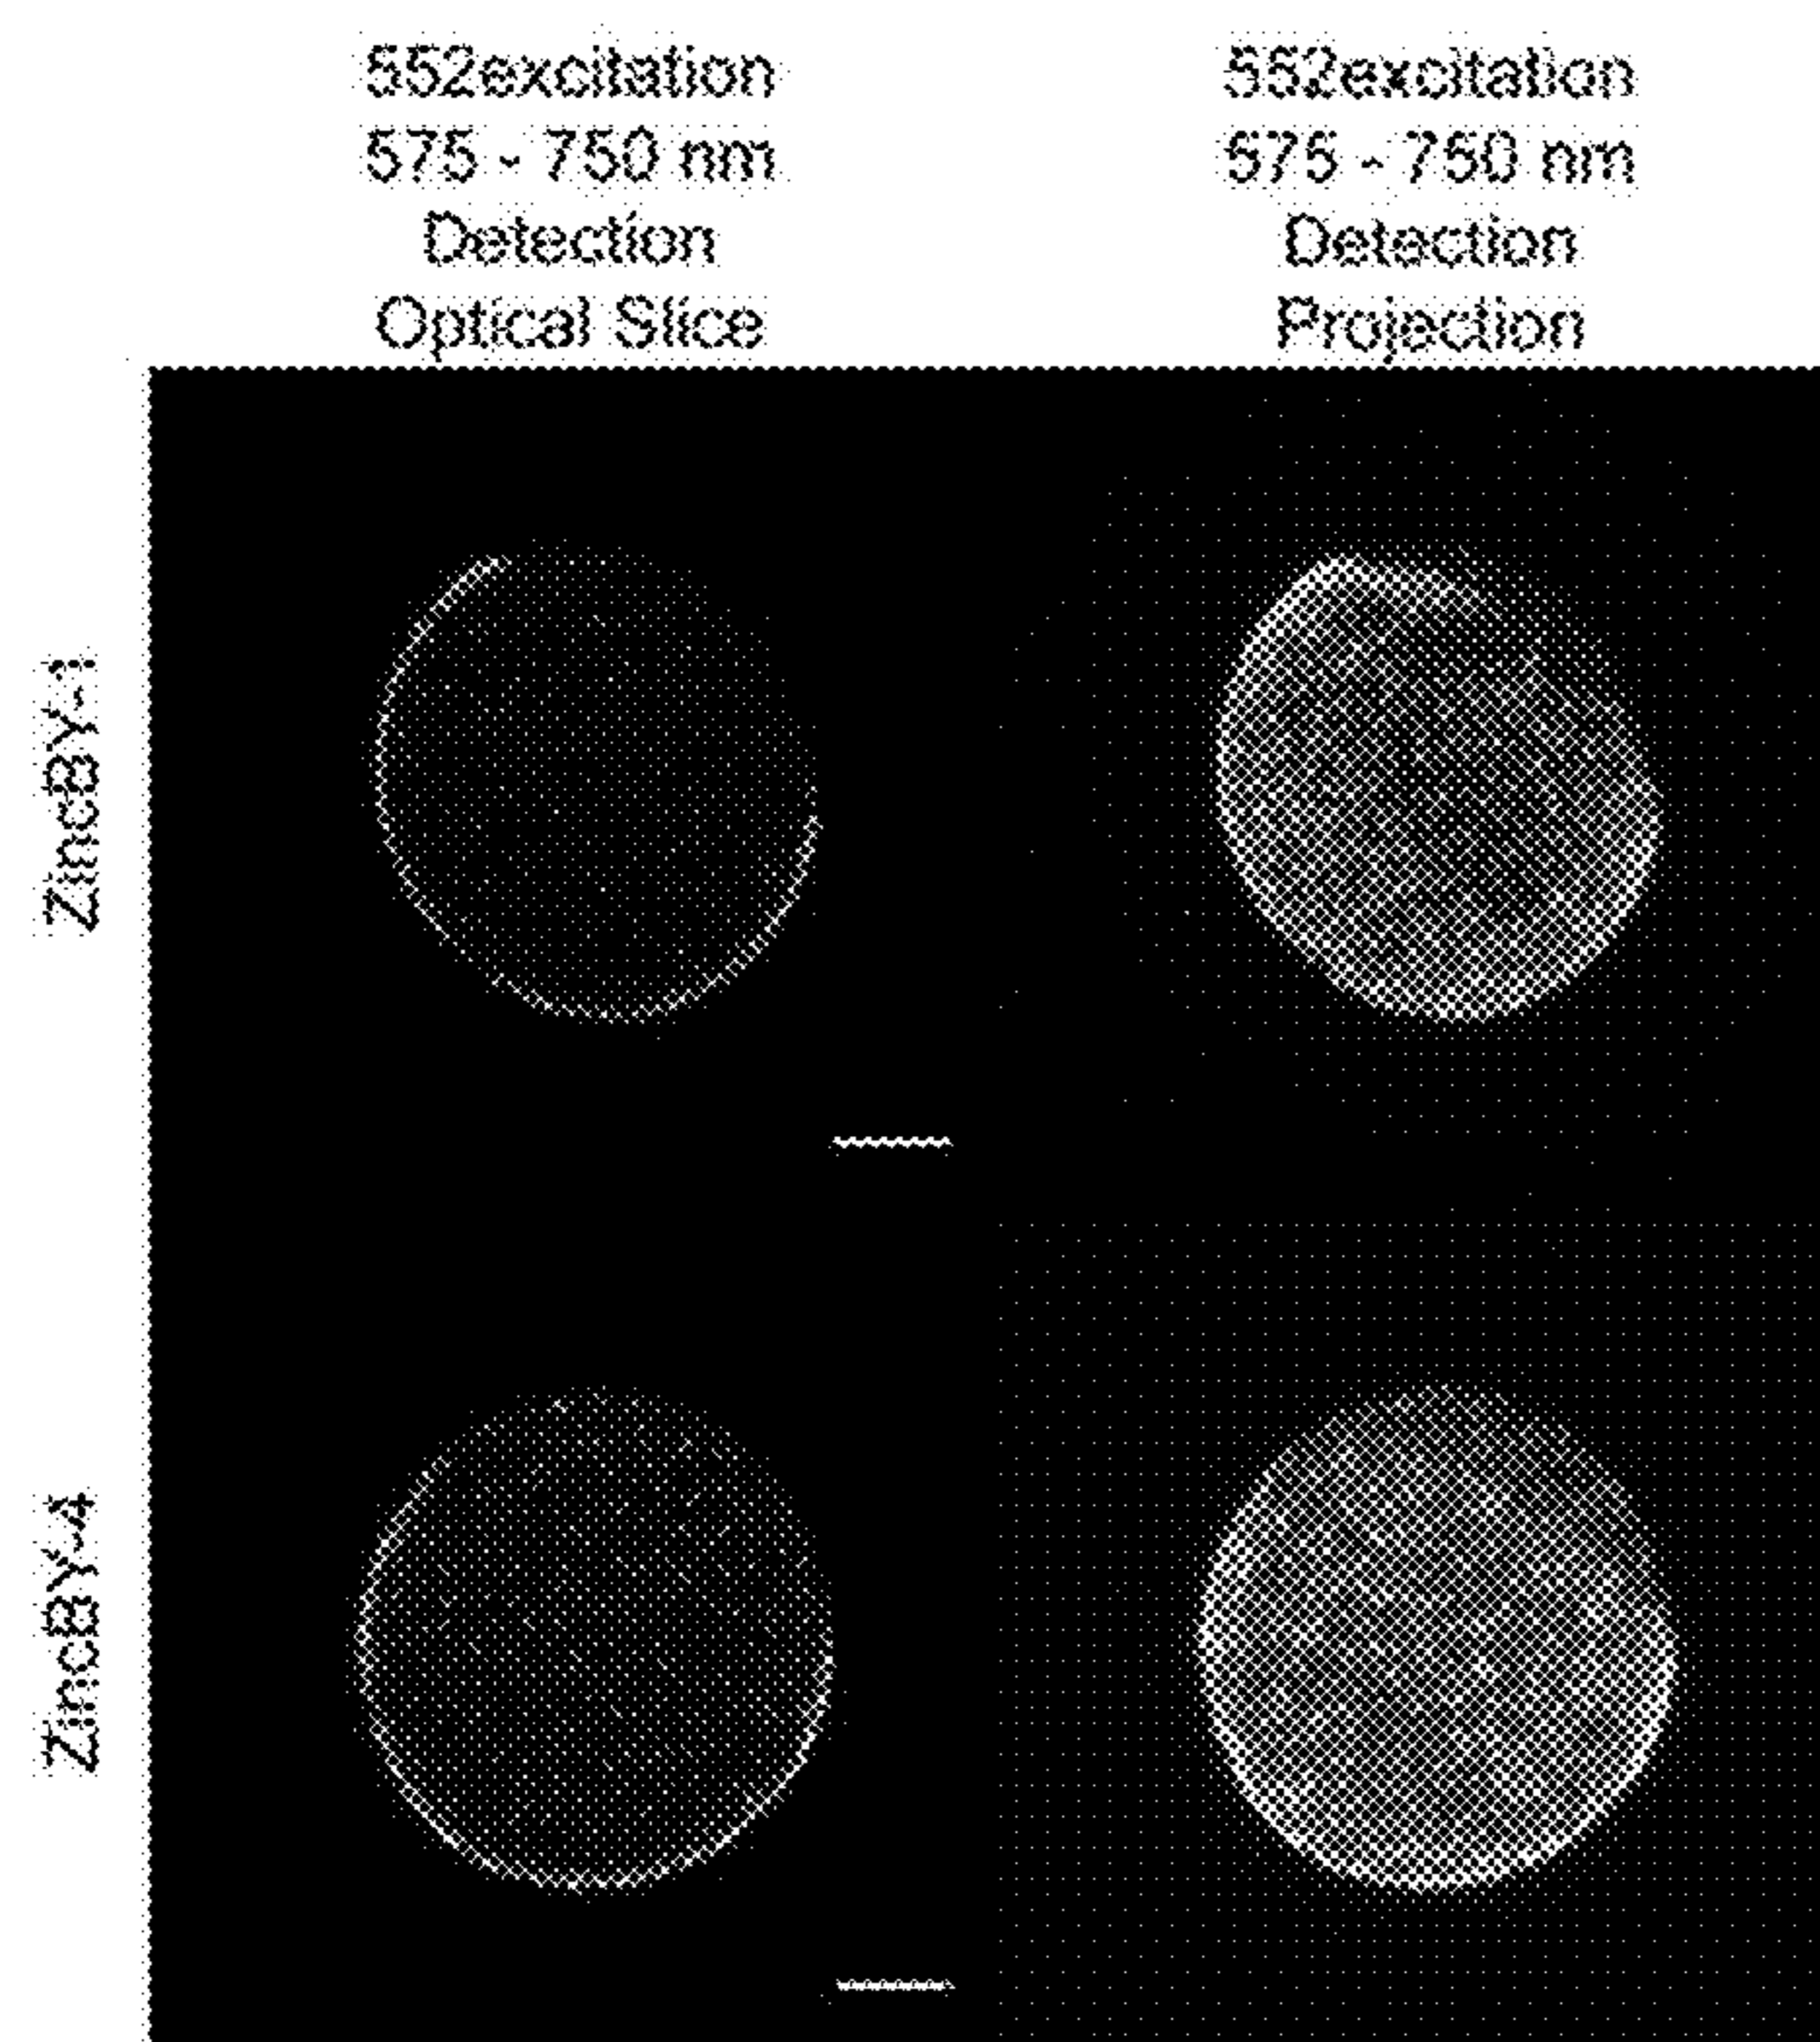 552excitation
575 - 750 nm
Detection
Optical Slice
552excitation
575 - 750 nm
Detection
Projection
ZincBY-1
ZincBY-4